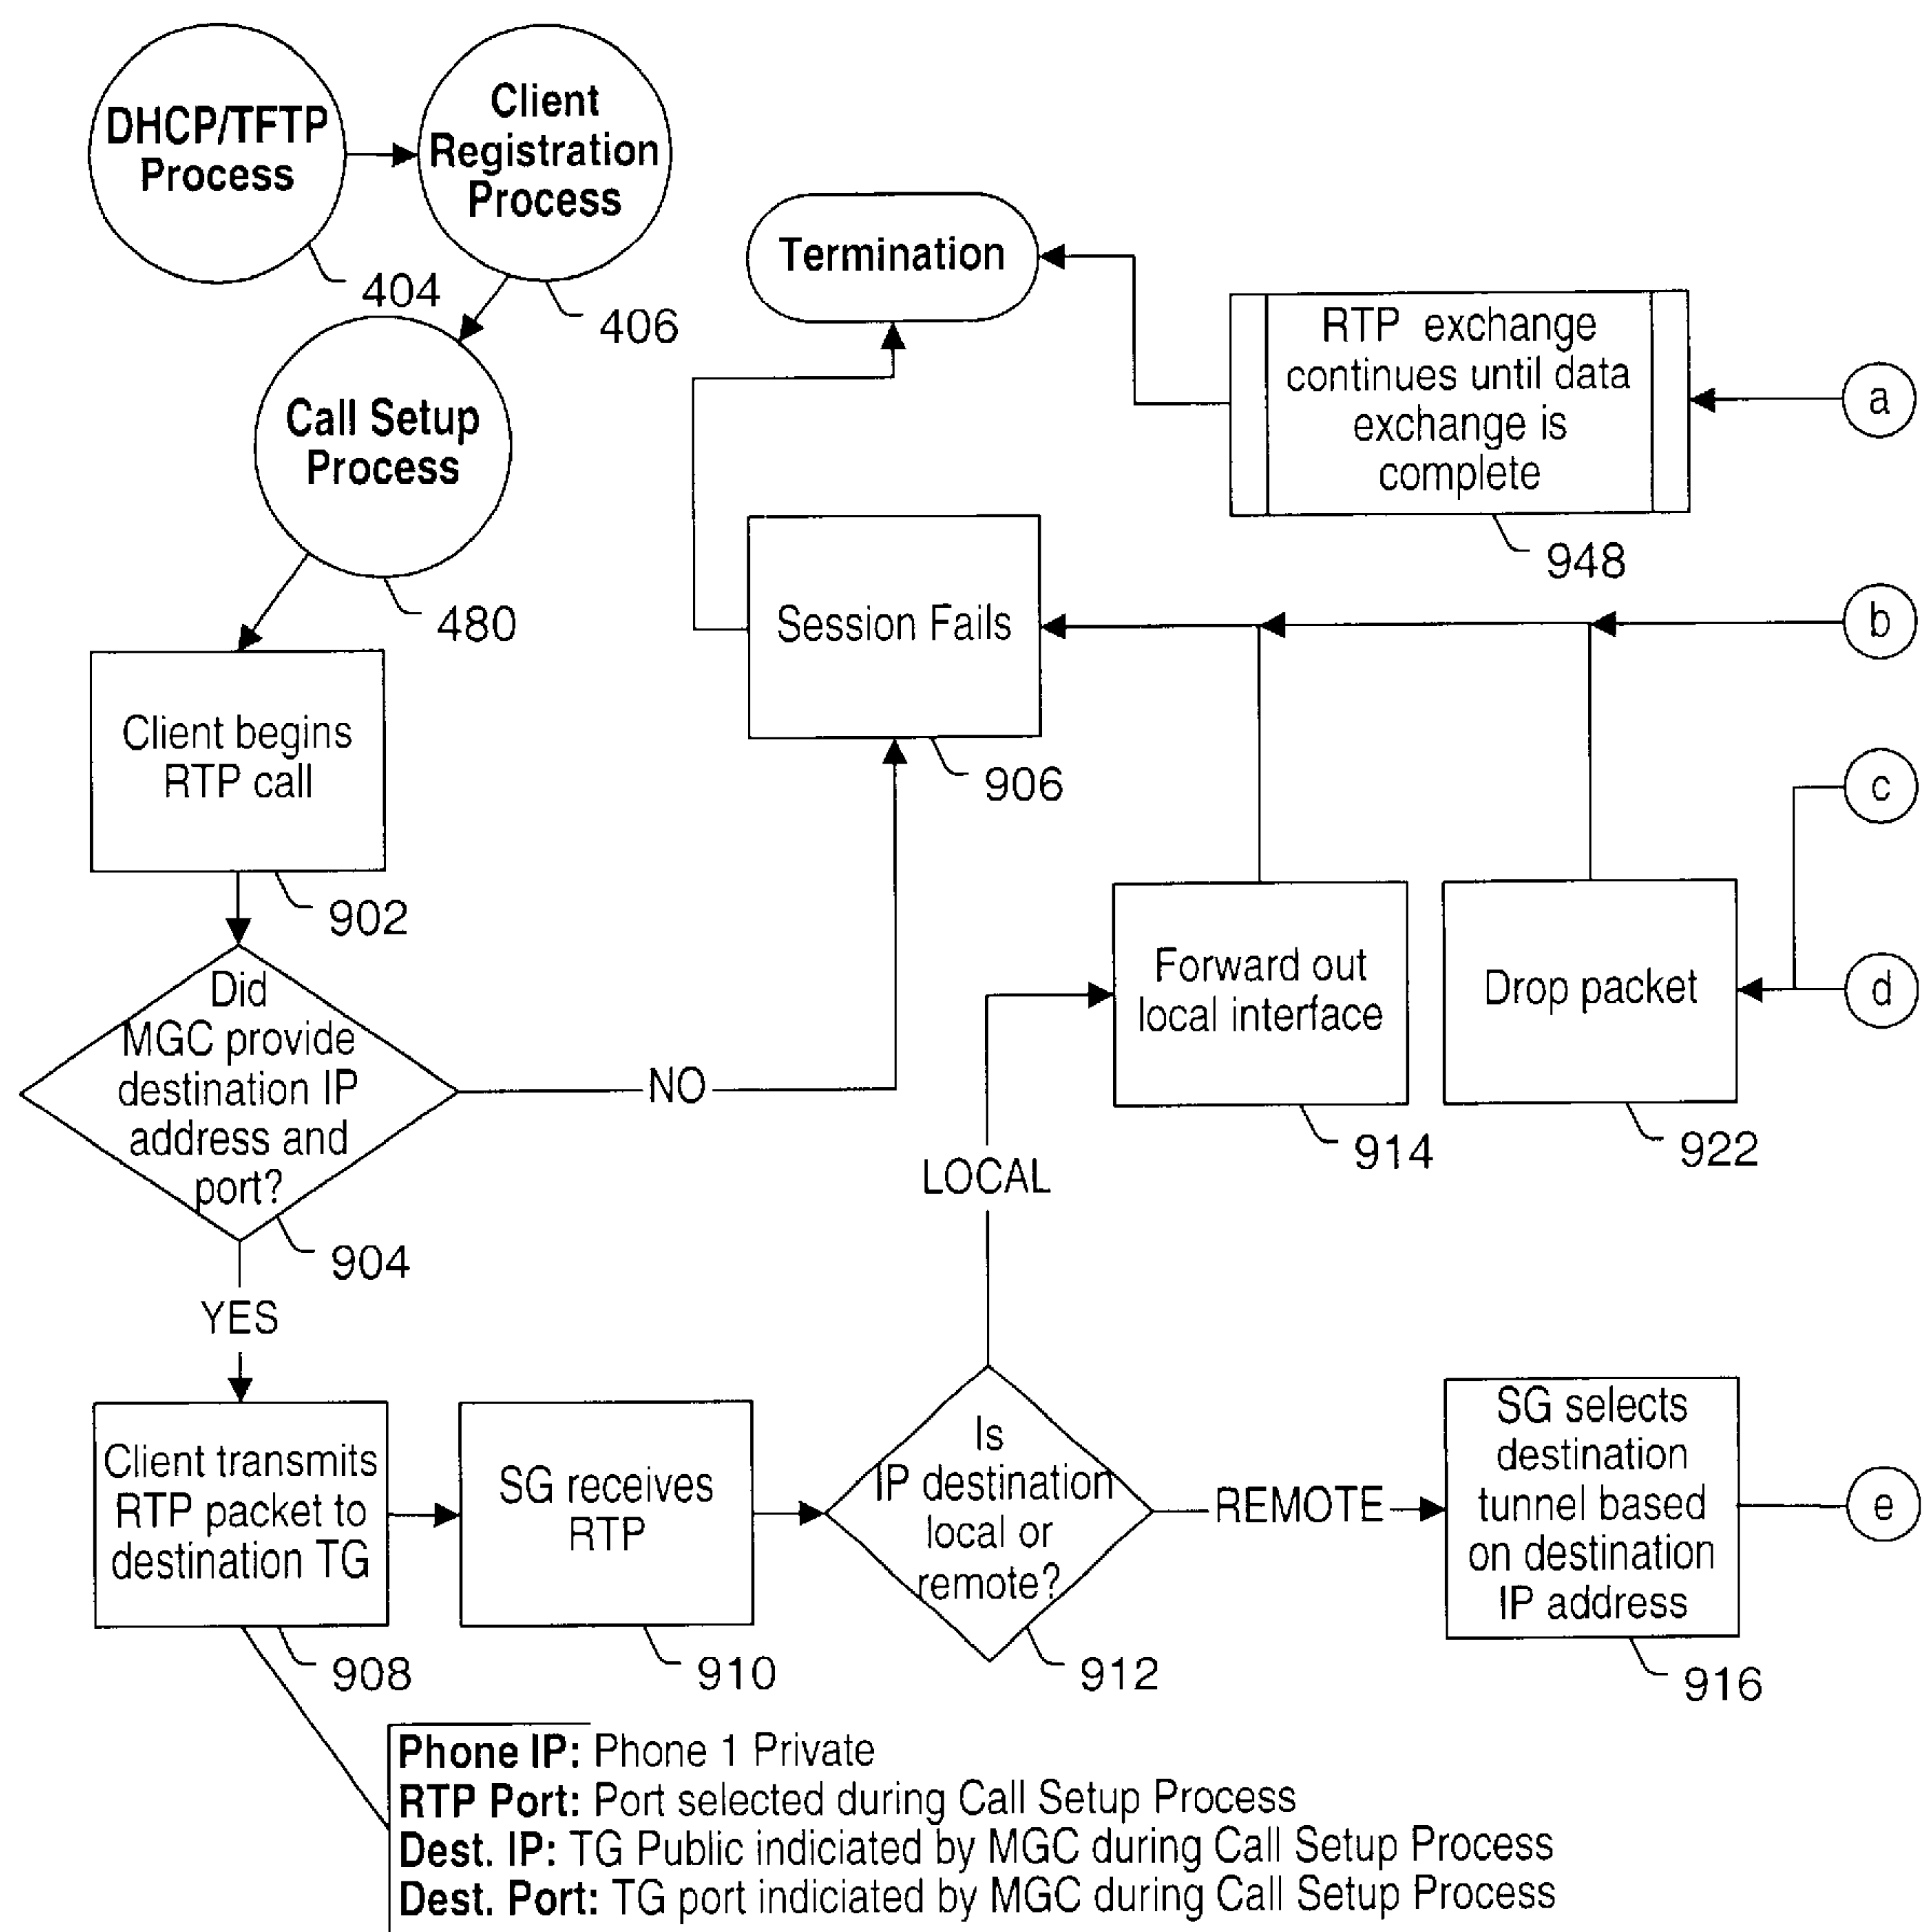 DHCP/TFTP
Process
404
Client
Registration
Process
406
Call Setup
Process
480
Termination
RTP exchange
continues until data
exchange is
complete
948
a
Session Fails
906
b
Client begins
RTP call
902
c
Forward out
local interface
914
Drop packet
922
d
Did
MGC provide
destination IP
address and
port?
904
NO
YES
LOCAL
Client transmits
RTP packet to
destination TG
908
SG receives
RTP
910
Is
IP destination
local or
remote?
912
REMOTE
SG selects
destination
tunnel based
on destination
IP address
916
e
Phone IP: Phone 1 Private
RTP Port: Port selected during Call Setup Process
Dest. IP: TG Public indiciated by MGC during Call Setup Process
Dest. Port: TG port indiciated by MGC during Call Setup Process